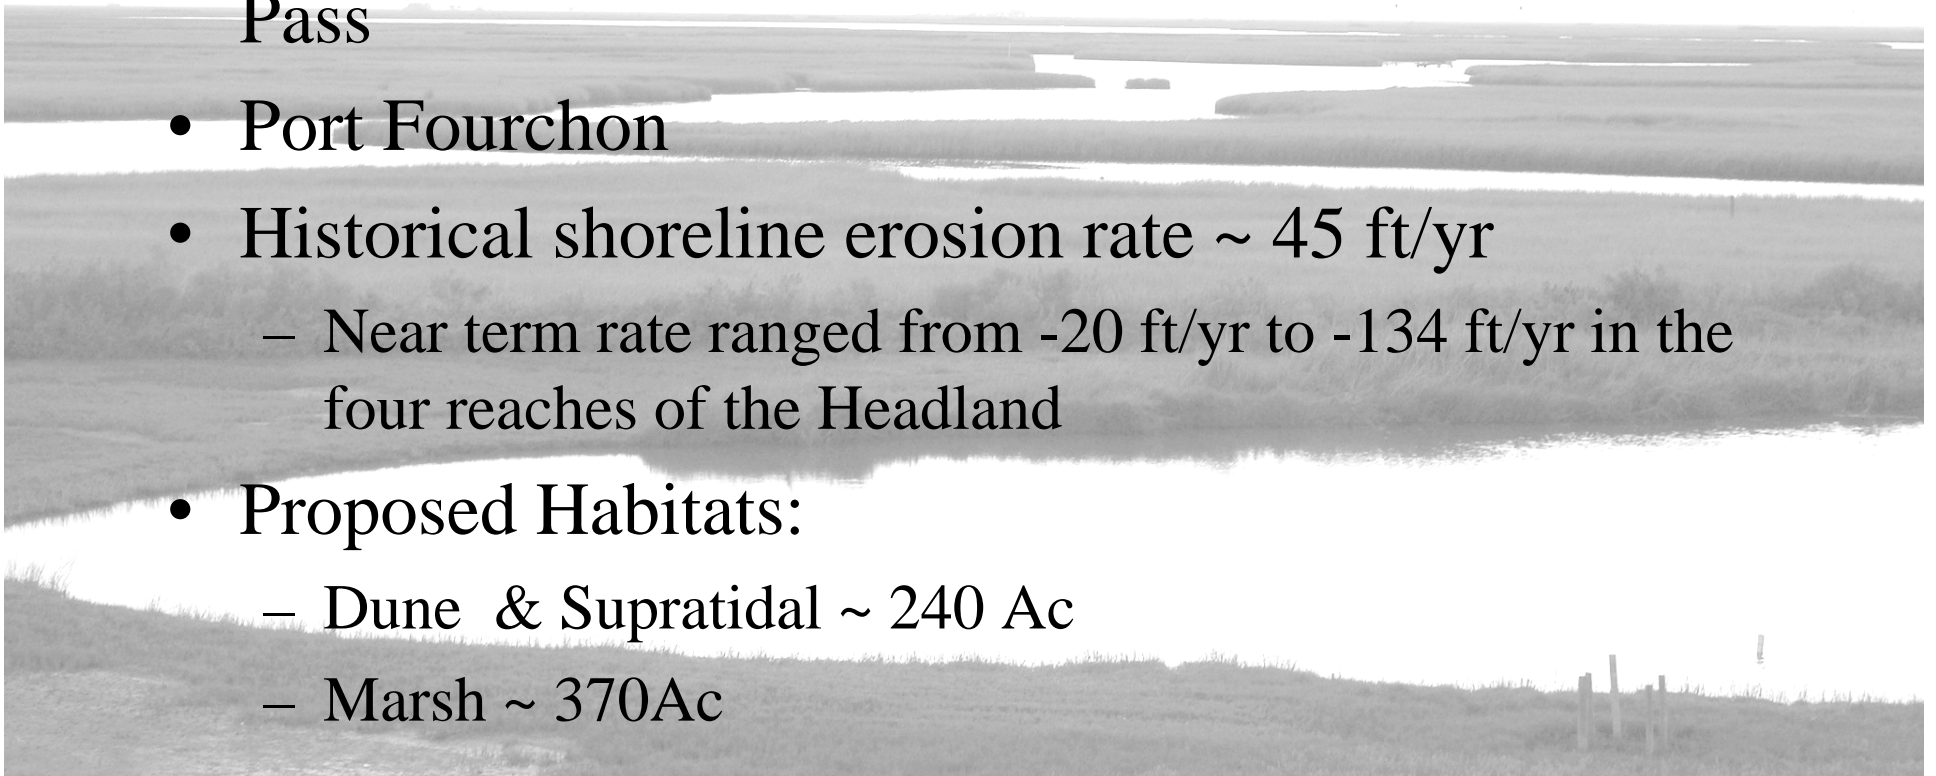 Pass
• Port Fourchon
• Historical shoreline erosion rate ~ 45 ft/yr
– Near term rate ranged from -20 ft/yr to -134 ft/yr in the
four reaches of the Headland
• Proposed Habitats:
– Dune & Supratidal ~ 240 Ac
– Marsh ~ 370Ac